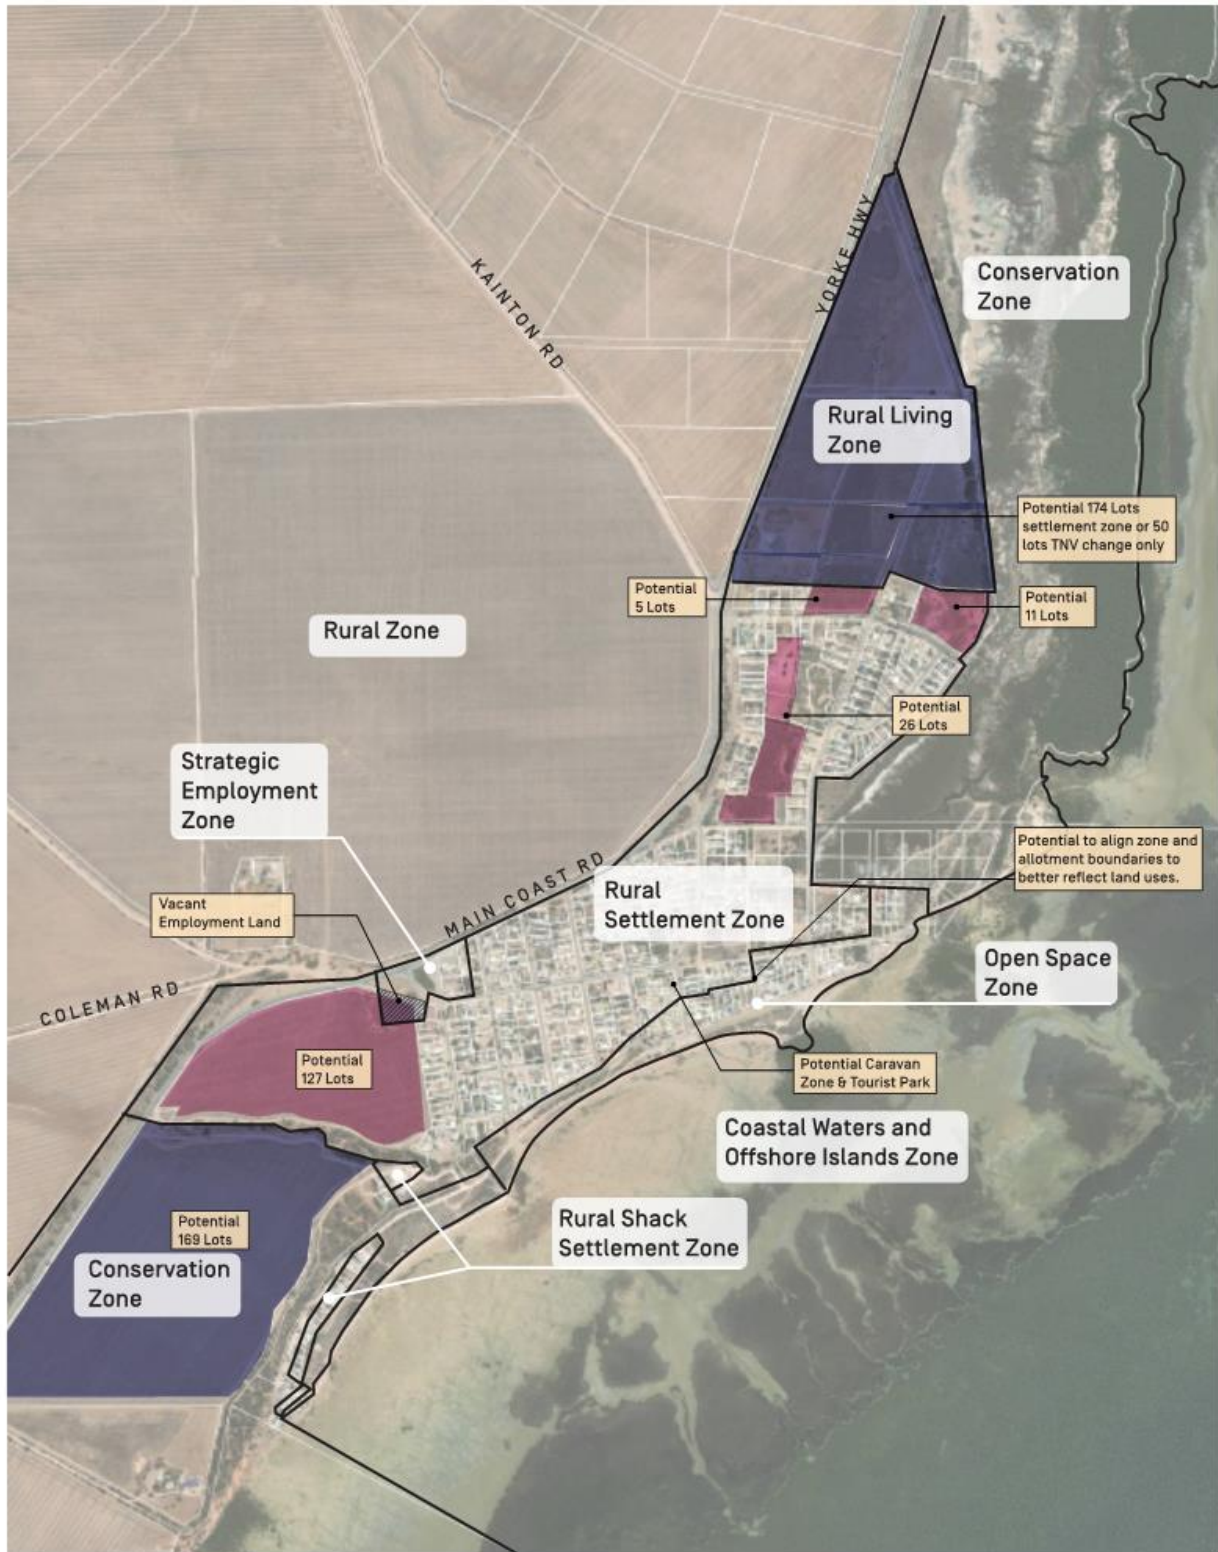 YORKE HWY
KAINTON RD
Conservation
Zone
Rural Living
Zone
Potential 174 Lots
settlement zone or 50
lots TNV change only
Potential
5 Lots
Potential
11 Lots
Rural Zone
Potential
26 Lots
Strategic
Employment
Zone
Potential to align zone and
allotment boundaries to
better reflect land uses.
MAIN COAST RD
Rural
Settlement Zone
Vacant
Employment Land
Open Space
Zone
COLEMAN RD
Potential
127 Lots
Potential Caravan
Zone & Tourist Park
Coastal Waters and
Offshore Islands Zone
Rural Shack
Settlement Zone
Potential
169 Lots
Conservation
Zone